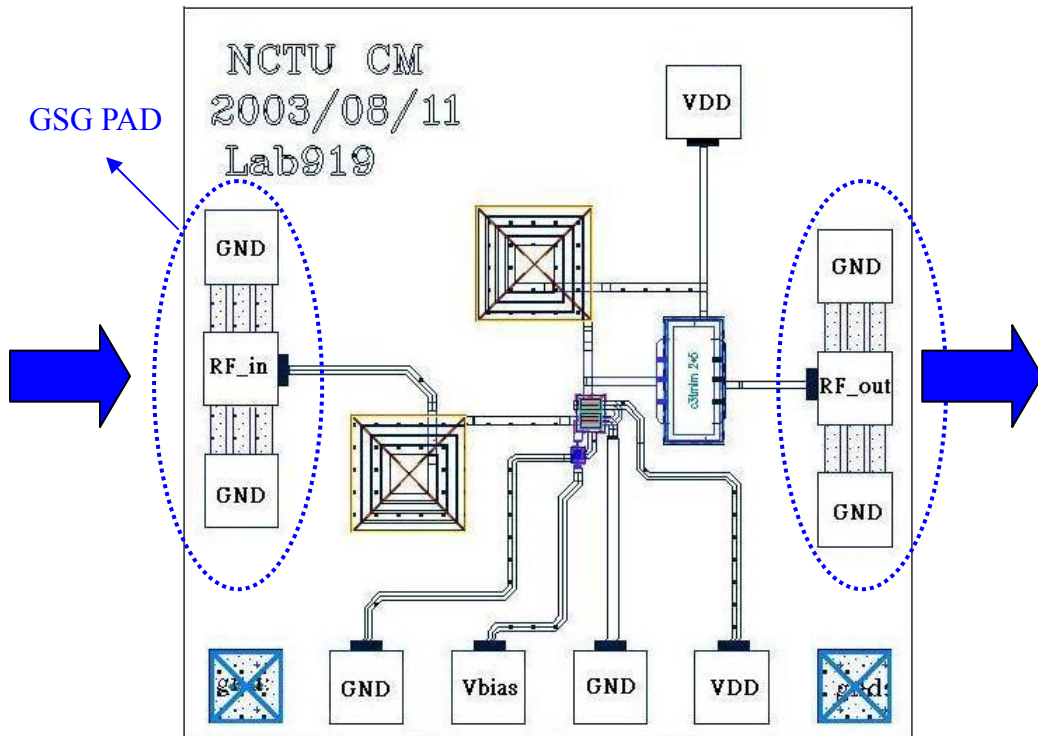 NCTU CM
2003/08/11
Lab919
GSG PAD
VDD
GND
GND
RF_in
RF_out
GND
GND
GND
Vbias
GND
VDD